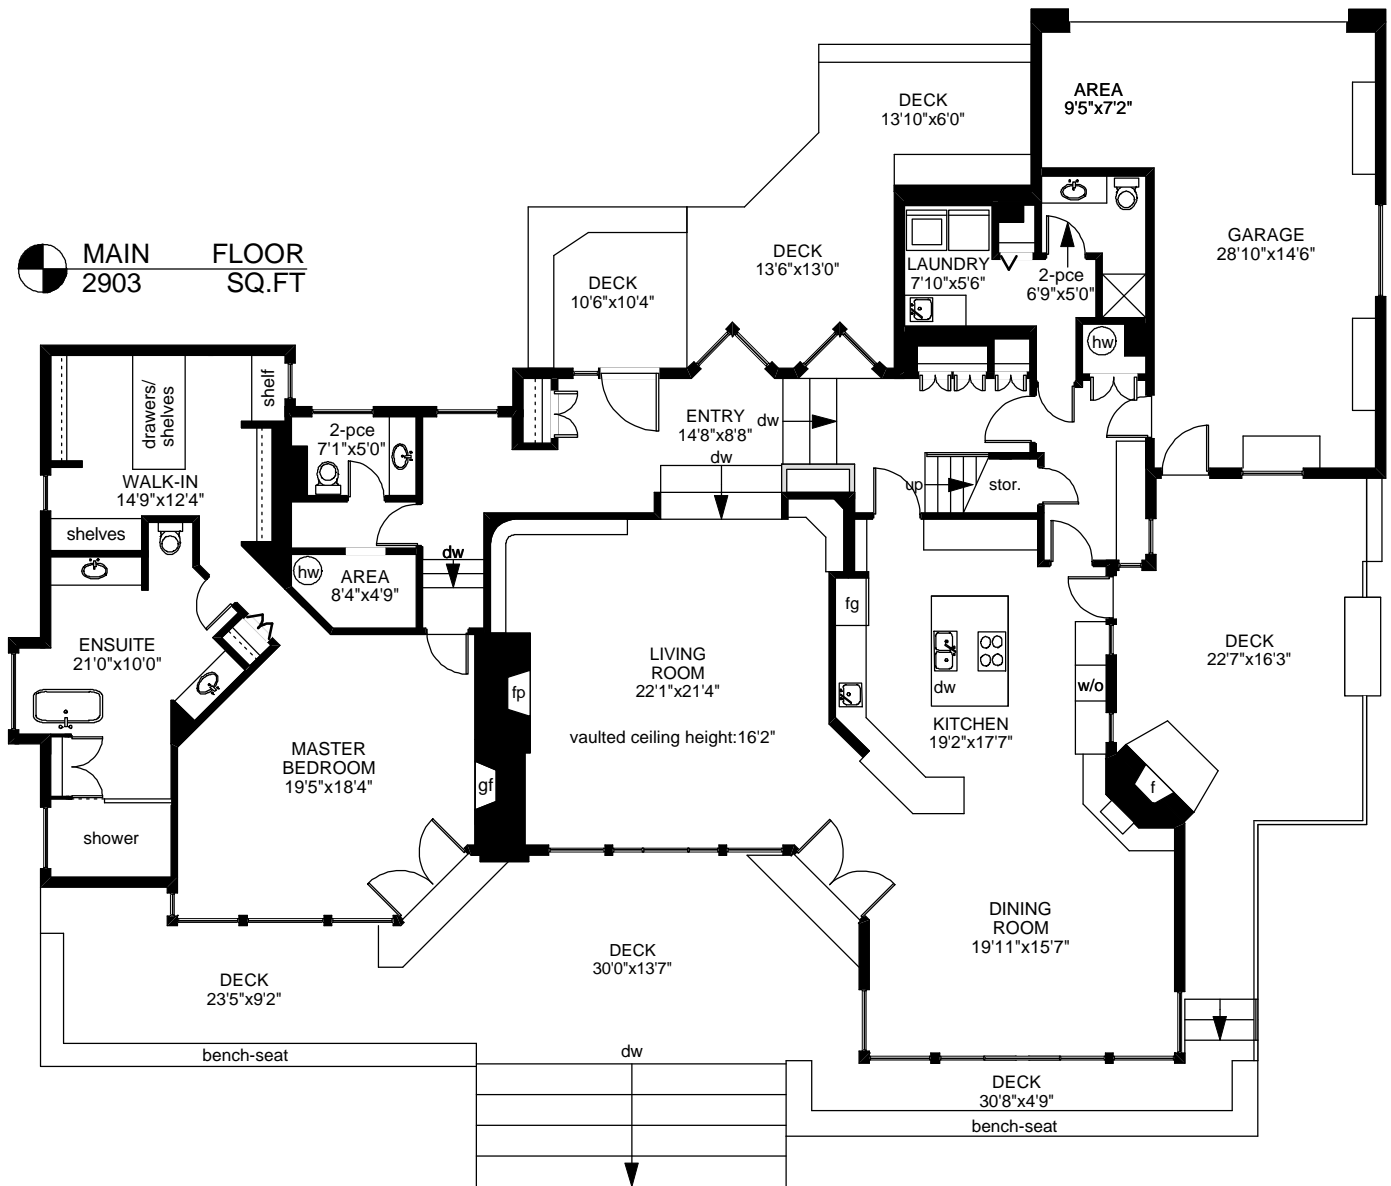 MAIN FLOOR
2903 SQ.FT
DECK
13'10"x6'0"
AREA
9'5"x7'2"
GARAGE
28'10"x14'6"
DECK
13'6"x13'0"
DECK
10'6"x10'4"
LAUNDRY
7'10"x5'6"
2-pce
6'9"x5'0"
hw
drawers/
shelves
shelf
WALK-IN
14'9"x12'4"
shelves
2-pce
7'1"x5'0"
ENTRY
14'8"x8'8"
dw
dw
up
stor.
dw
hw
AREA
8'4"x4'9"
fg
ENSUITE
21'0"x10'0"
LIVING
ROOM
22'1"x21'4"
vaulted ceiling height:16'2"
fp
gf
dw
KITCHEN
19'2"x17'7"
w/o
DECK
22'7"x16'3"
f
MASTER
BEDROOM
19'5"x18'4"
shower
DINING
ROOM
19'11"x15'7"
DECK
30'0"x13'7"
DECK
23'5"x9'2"
bench-seat
dw
DECK
30'8"x4'9"
bench-seat